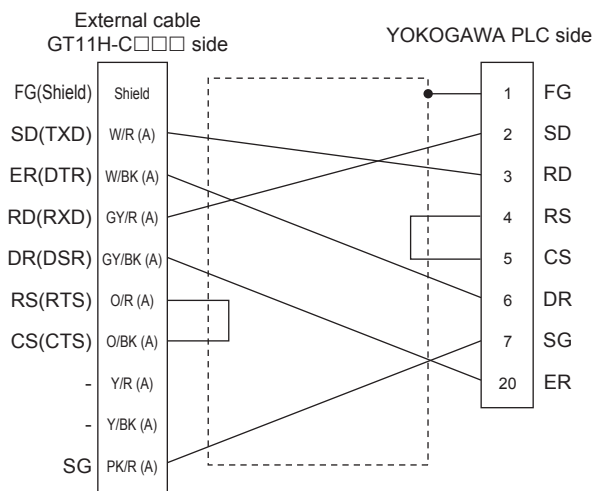 External cable
GT11H-C□□□ side
YOKOGAWA PLC side
FG(Shield) Shield
SD(TXD) W/R (A)
ER(DTR) W/BK (A)
RD(RXD) GY/R (A)
DR(DSR) GY/BK (A)
RS(RTS) O/R (A)
CS(CTS) O/BK (A)
- Y/R (A)
- Y/BK (A)
SG PK/R (A)
1 FG
2 SD
3 RD
4 RS
5 CS
6 DR
7 SG
20 ER